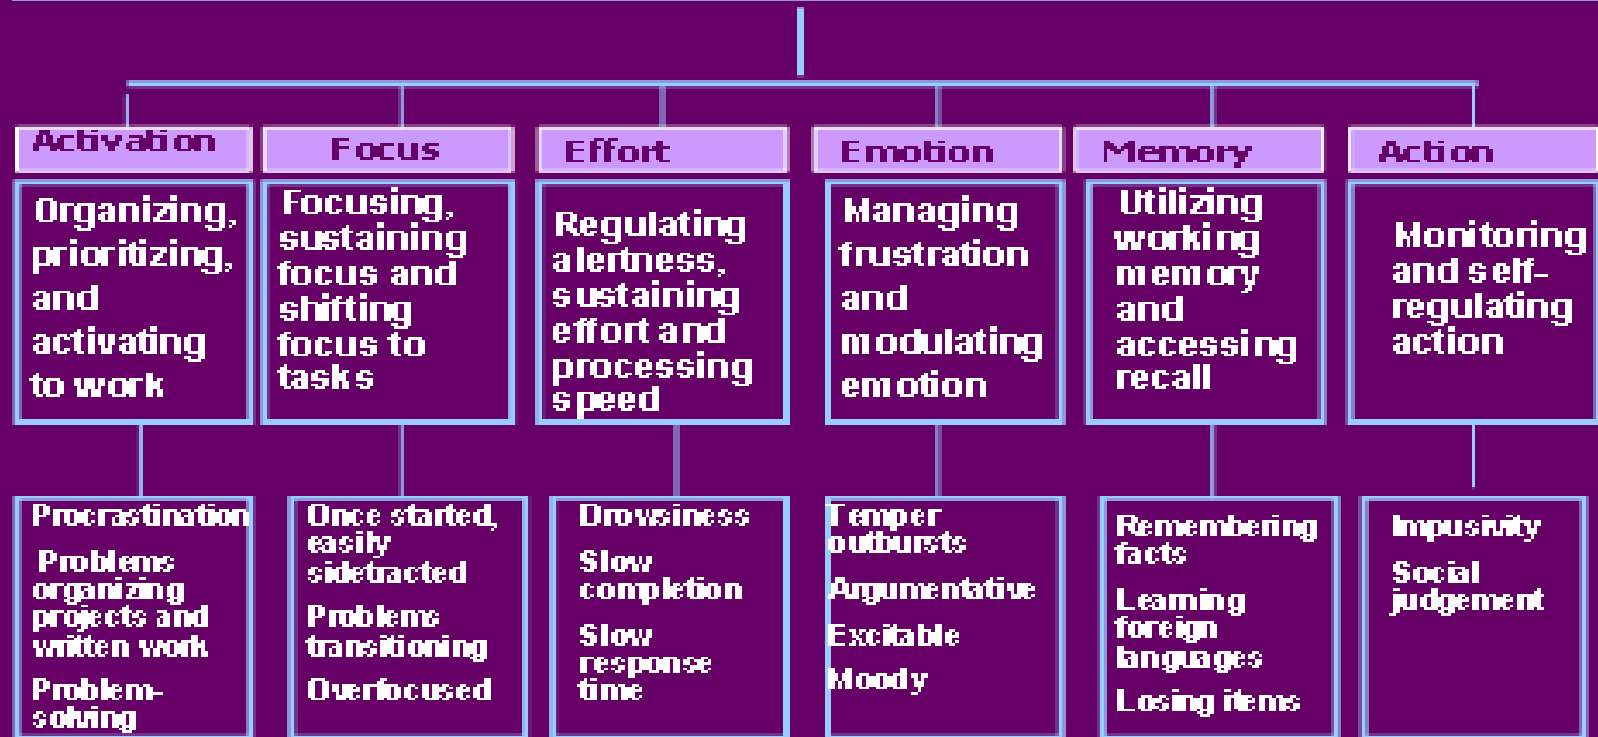 Activation
Focus
Effort
Emotion
Memory
Action
Organizing,
prioritizing,
and
activating
to work
Focusing,
sustaining
focus and
shifting
focus to
tasks
Regulating
alertness,
sustaining
effort and
processing
speed
Managing
frustration
and
modulating
emotion
Utilizing
working
memory
and
accessing
recall
Monitoring
and self-
regulating
action
Procrastination
Problems
organizing
projects and
written work
Problem-
solving
Once started,
easily
sidetracted
Problems
transitioning
Overfocused
Drowsiness
Slow
completion
Slow
response
time
Temper
outbursts
Argumentative
Excitable
Moody
Remembering
facts
Learning
foreign
languages
Losing items
Impusivity
Social
judgement